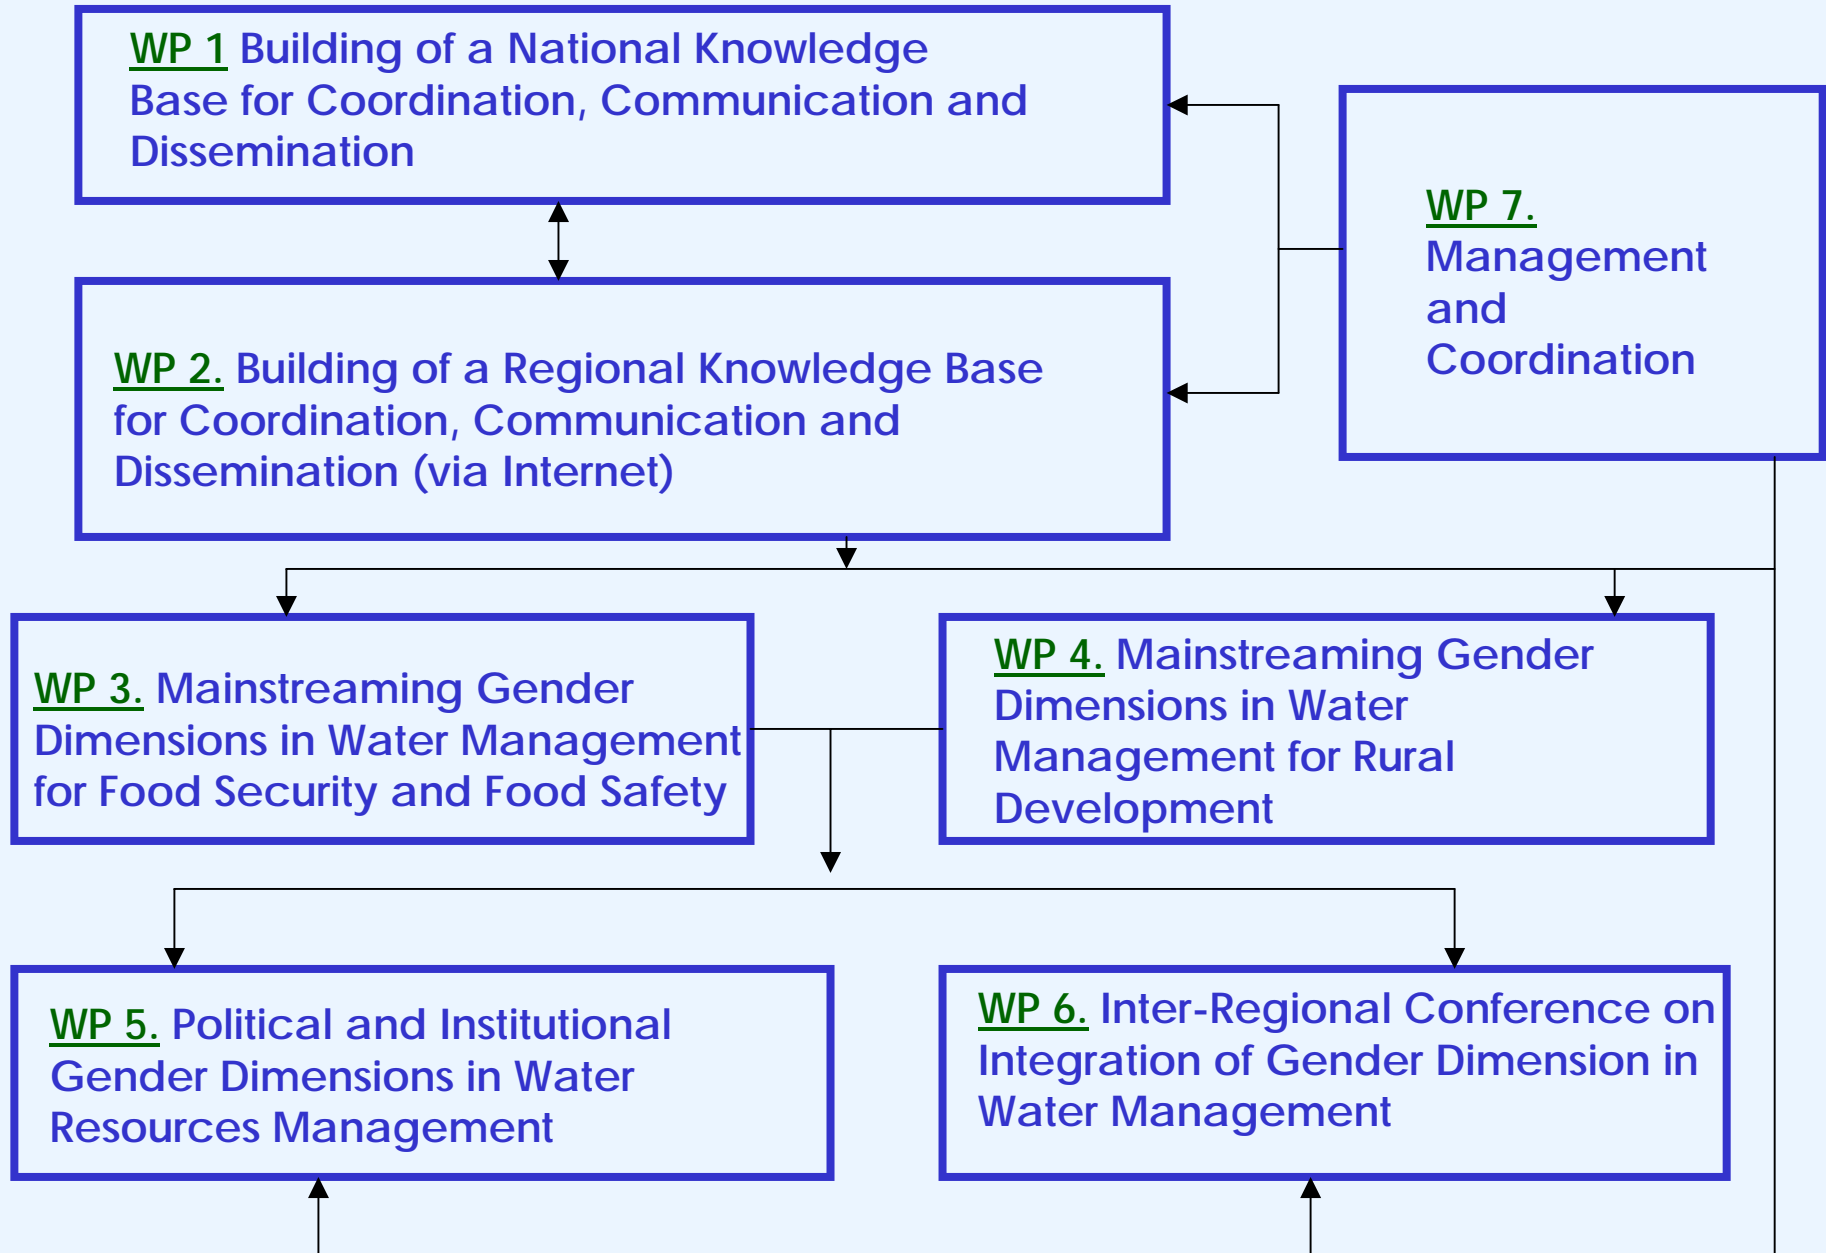 WP 1 Building of a National Knowledge
Base for Coordination, Communication and
Dissemination
WP 7.
Management
and
Coordination
WP 2. Building of a Regional Knowledge Base
for Coordination, Communication and
Dissemination (via Internet)
WP 3. Mainstreaming Gender
Dimensions in Water Management
for Food Security and Food Safety
WP 4. Mainstreaming Gender
Dimensions in Water
Management for Rural
Development
WP 5. Political and Institutional
Gender Dimensions in Water
Resources Management
WP 6. Inter-Regional Conference on
Integration of Gender Dimension in
Water Management